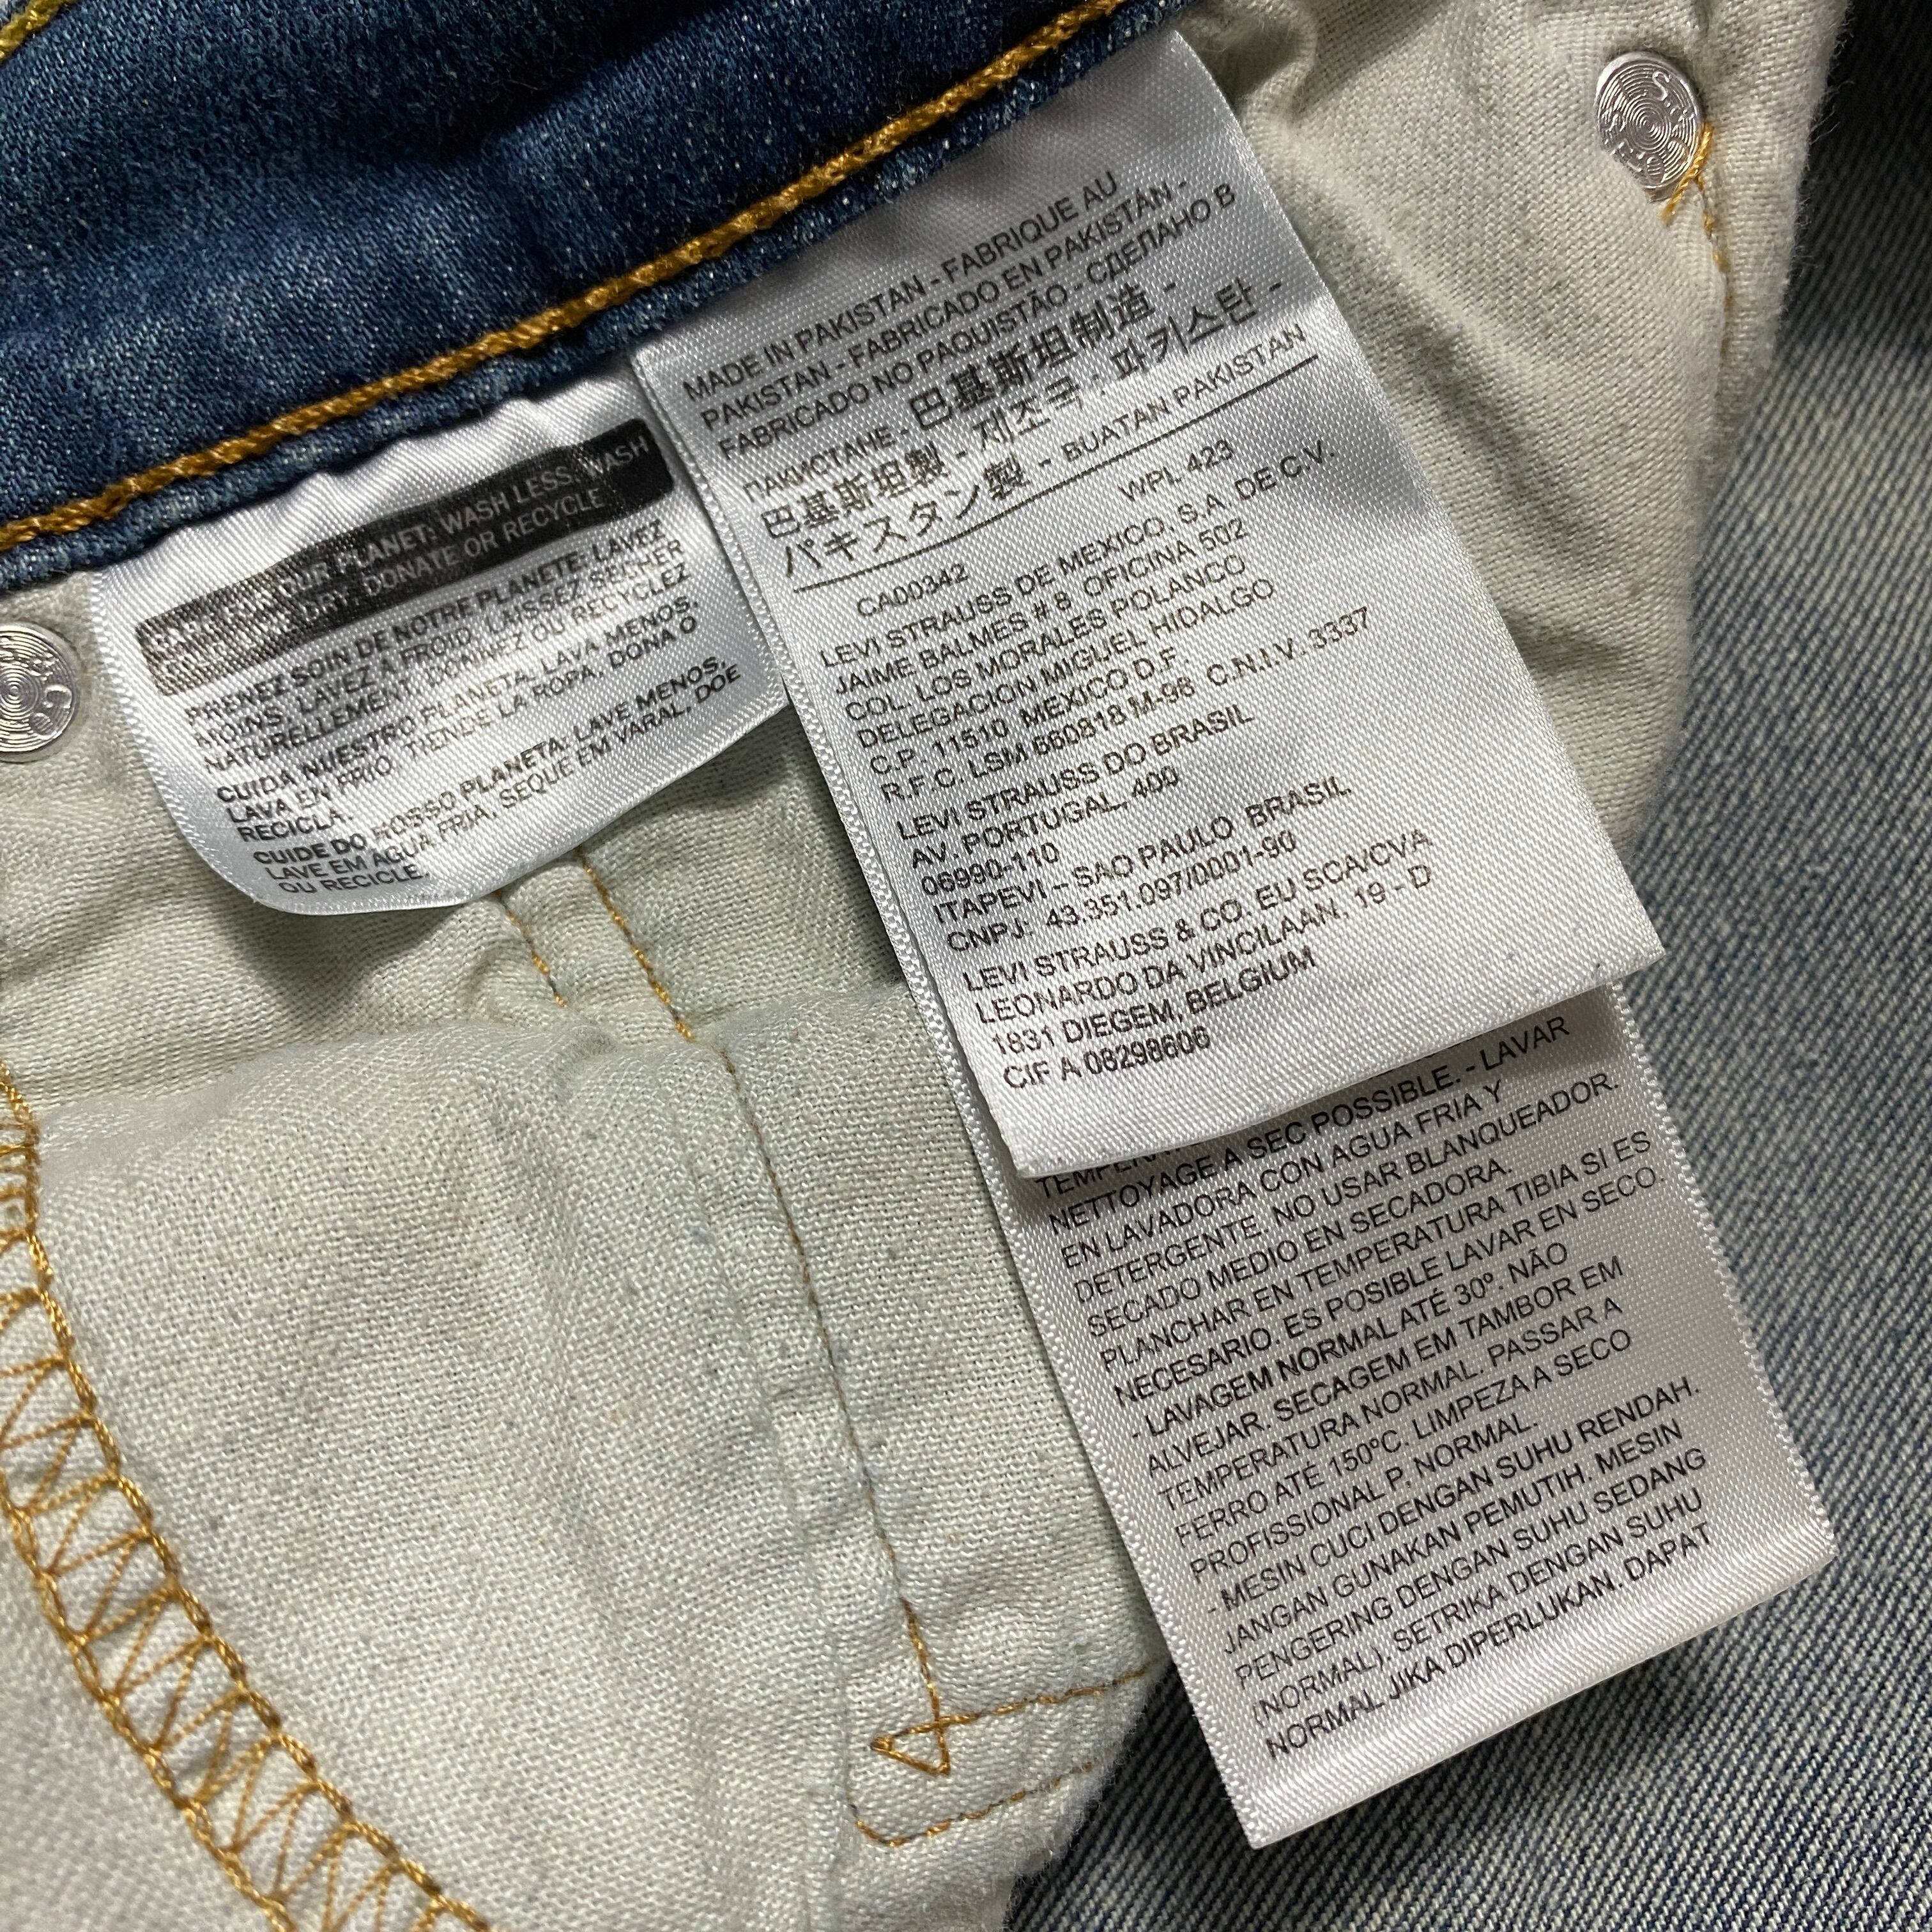 CARE FOR OUR PLANET: WASH LESS, WASH
COLD, LINE DRY, DONATE OR RECYCLE
PRENEZ SOIN DE NOTRE PLANÈTE: LAVEZ
MOINS, LAVEZ A FROID, LAISSEZ SÉCHER
NATURELLEMENT, DONNEZ OU RECYCLEZ
CUIDA NUESTRO PLANETA, LAVA MENOS,
LAVA EN FRIO, TIENDE LA ROPA, DONA O
RECICLA.
CUIDE DO NOSSO PLANETA. LAVE MENOS,
LAVE EM AGUA FRIA, SEQUE EM VARAL, DOE
OU RECICLE.
MADE IN PAKISTAN - FABRIQUE AU
PAKISTAN - FABRICADO EN PAKISTÁN -
FABRICADO NO PAQUISTÃO - СДЕЛАНО В
ПАКИСТАНЕ - 巴基斯坦制造 -
巴基斯坦製 - 제조국 : 파키스탄 -
パキスタン製 - BUATAN PAKISTAN
WPL 423
CA00342
LEVI STRAUSS DE MEXICO, S.A. DE C.V.
JAIME BALMES # 8 OFICINA 502
COL. LOS MORALES POLANCO
DELEGACION MIGUEL HIDALGO
C.P. 11510 MEXICO D.F.
R.F.C. LSM 660818 M-98 C.N.I.V. 3337
LEVI STRAUSS DO BRASIL
AV. PORTUGAL, 400
06990-110
ITAPEVI – SAO PAULO BRASIL
CNPJ: 43.351.097/0001-90
LEVI STRAUSS & CO. EU SCA/CVA
LEONARDO DA VINCILAAN, 19 - D
1831 DIEGEM, BELGIUM
CIF A 08298606
NETTOYAGE A SEC POSSIBLE. - LAVAR
EN LAVADORA CON AGUA FRIA Y
DETERGENTE. NO USAR BLANQUEADOR.
SECADO MEDIO EN SECADORA.
PLANCHAR EN TEMPERATURA TIBIA SI ES
NECESARIO. ES POSIBLE LAVAR EN SECO.
- LAVAGEM NORMAL ATÉ 30º. NÃO
ALVEJAR. SECAGEM EM TAMBOR EM
TEMPERATURA NORMAL. PASSAR A
FERRO ATÉ 150ºC. LIMPEZA A SECO
PROFISSIONAL P, NORMAL.
- MESIN CUCI DENGAN SUHU RENDAH.
JANGAN GUNAKAN PEMUTIH. MESIN
PENGERING DENGAN SUHU SEDANG
(NORMAL). SETRIKA DENGAN SUHU
NORMAL JIKA DIPERLUKAN. DAPAT